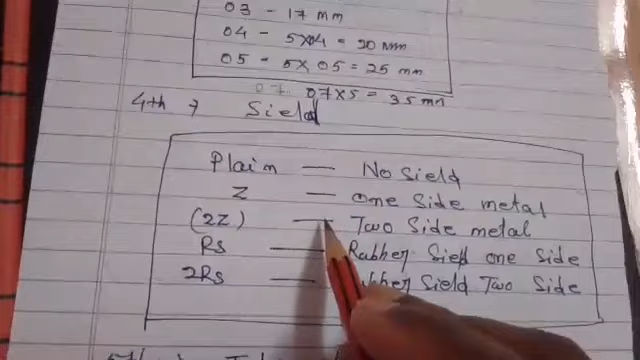 03 - 17 mm
04 - 5x04 = 20 mm
05 - 5x05 = 25 mm
07 07x5 = 35 mm
4th → Sield
Plain — No Sield
Z — one Side metal
(2Z) — Two Side metal
RS — Rubber Sield one side
2RS — Sield Two Side